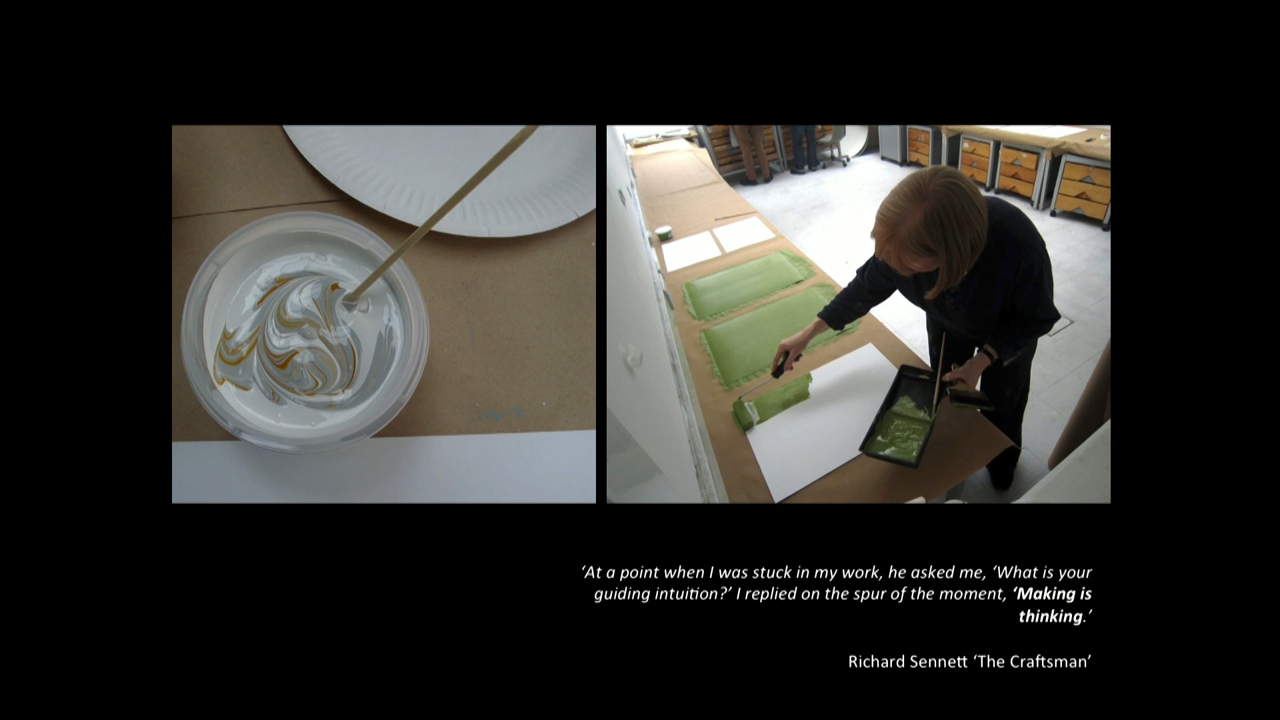 ‘At a point when I was stuck in my work, he asked me, ‘What is your
guiding intuition?’ I replied on the spur of the moment, ‘Making is
thinking.’
Richard Sennett ‘The Craftsman’